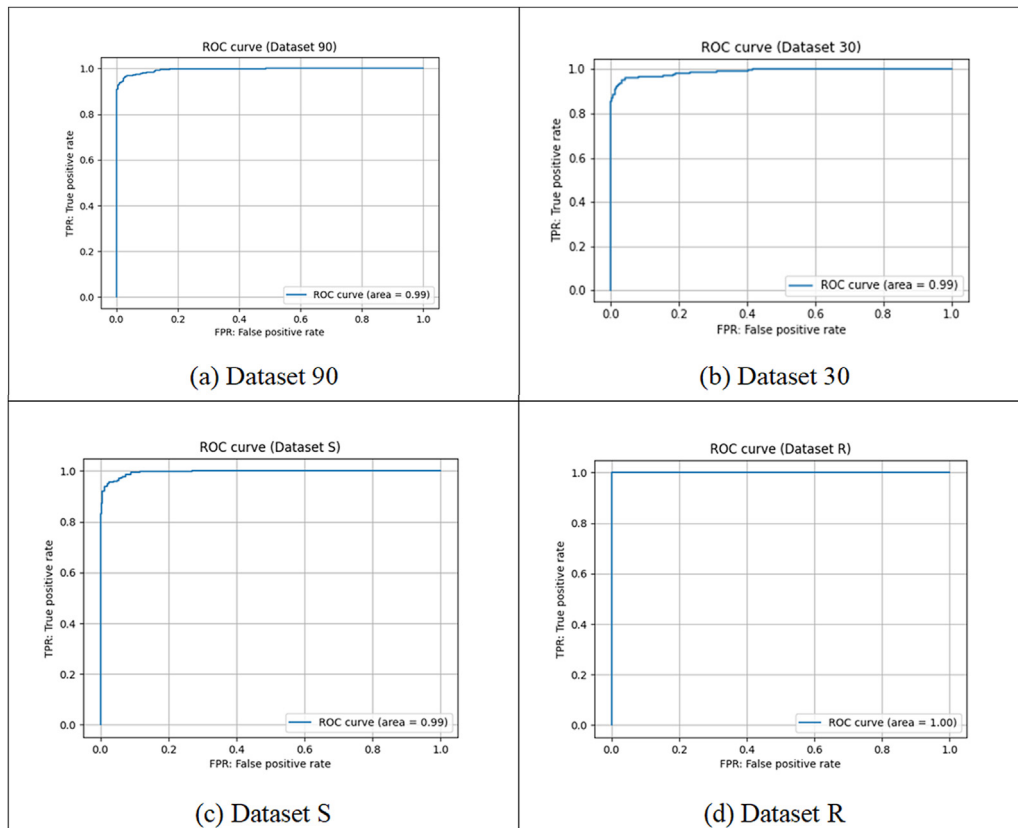 ROC curve (Dataset 90)
TPR: True positive rate
1.0
0.8
0.6
0.4
0.2
0.0
ROC curve (area = 0.99)
0.0 0.2 0.4 0.6 0.8 1.0
FPR: False positive rate
(a) Dataset 90
ROC curve (Dataset 30)
TPR: True positive rate
1.0
0.8
0.6
0.4
0.2
0.0
ROC curve (area = 0.99)
0.0 0.2 0.4 0.6 0.8 1.0
FPR: False positive rate
(b) Dataset 30
ROC curve (Dataset S)
TPR: True positive rate
1.0
0.8
0.6
0.4
0.2
0.0
ROC curve (area = 0.99)
0.0 0.2 0.4 0.6 0.8 1.0
FPR: False positive rate
(c) Dataset S
ROC curve (Dataset R)
TPR: True positive rate
1.0
0.8
0.6
0.4
0.2
0.0
ROC curve (area = 1.00)
0.0 0.2 0.4 0.6 0.8 1.0
FPR: False positive rate
(d) Dataset R